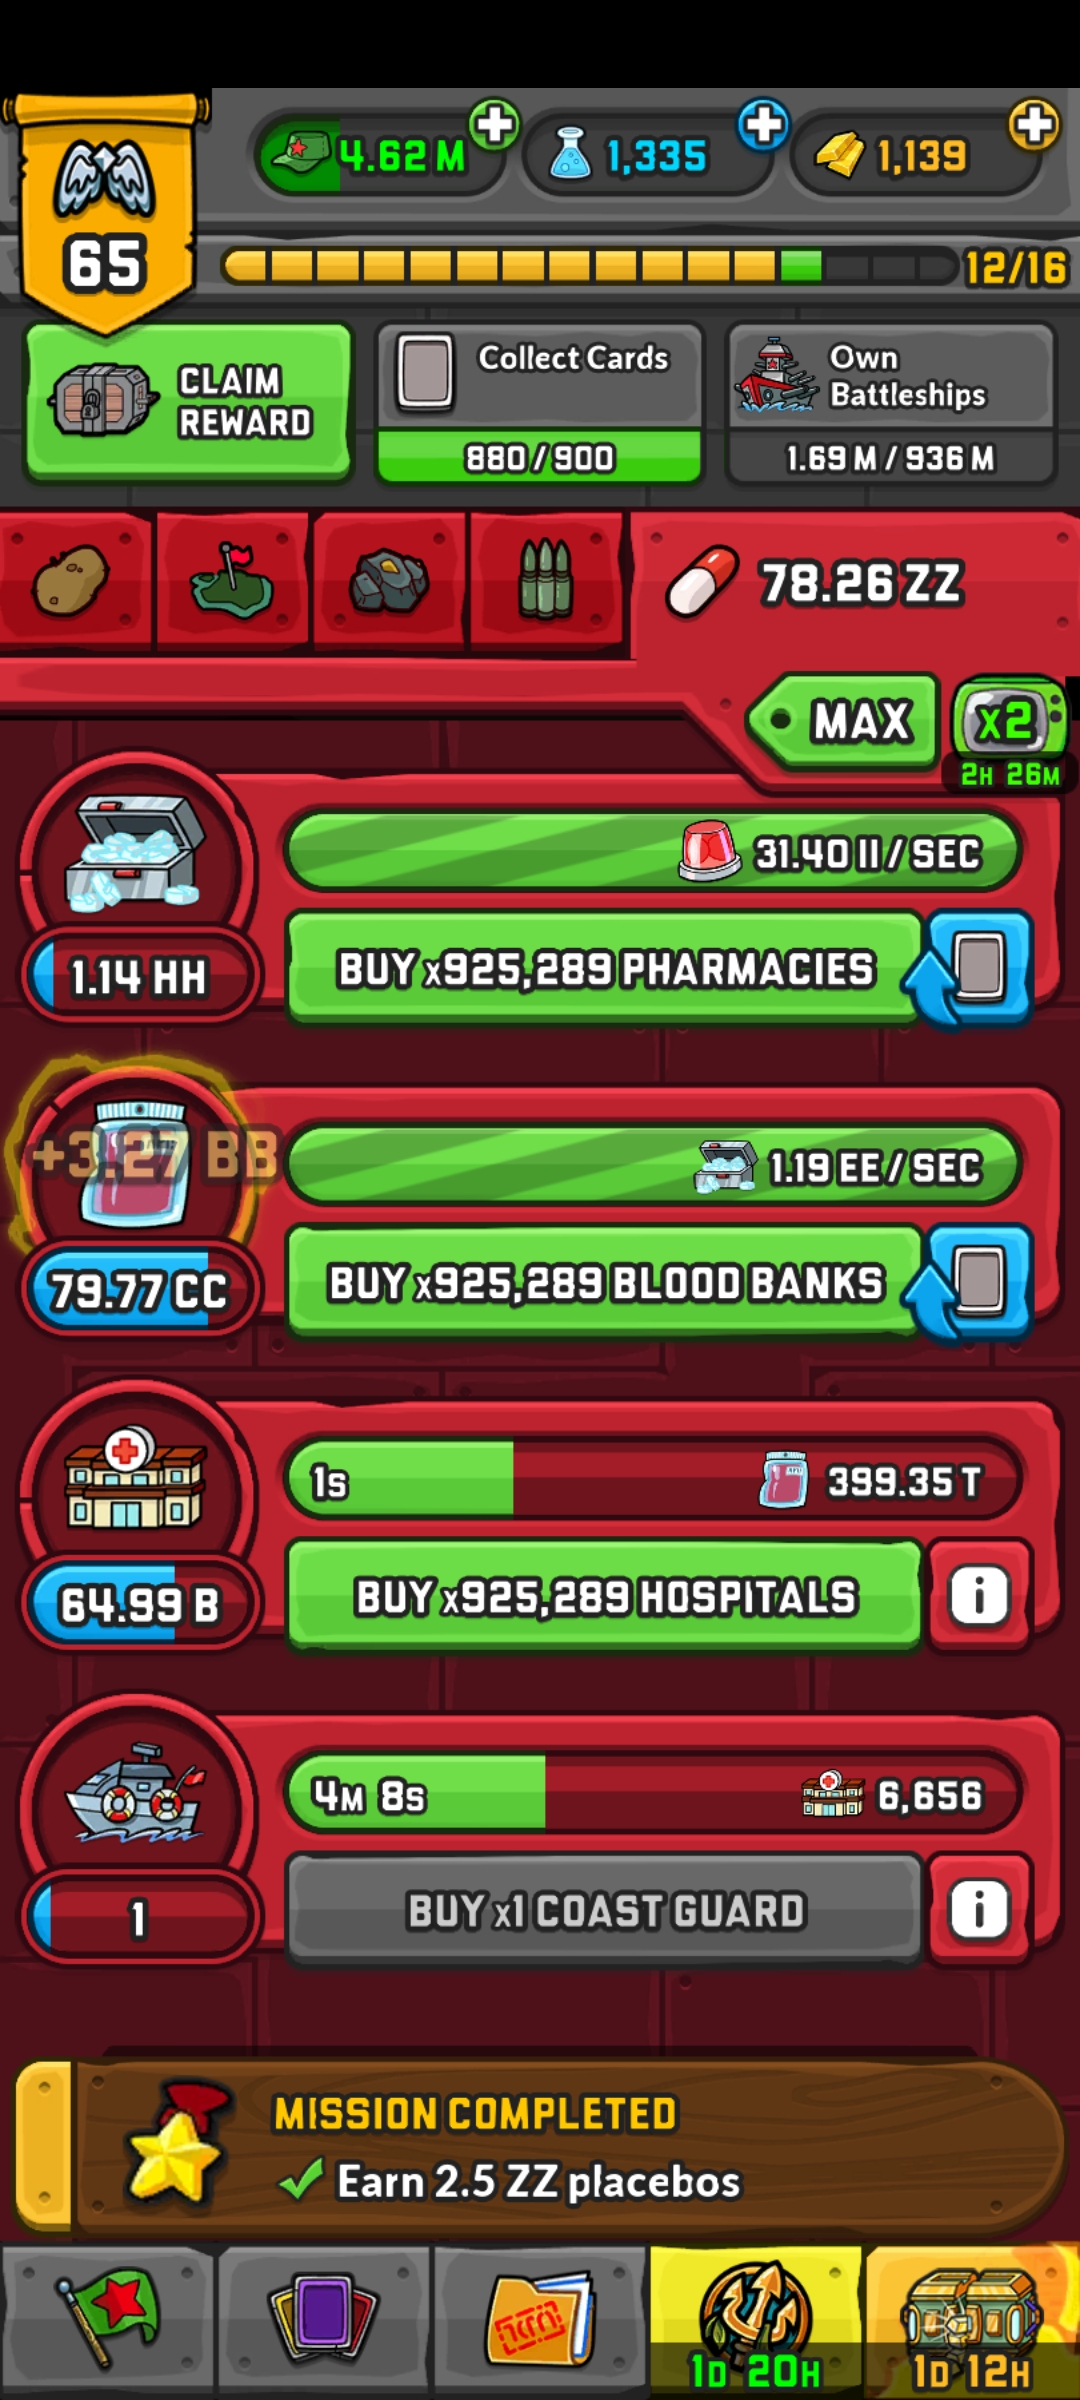 4.62 M
1,335
1,139
65
12/16
CLAIM
REWARD
Collect Cards
880 / 900
Own
Battleships
1.69 M / 936 M
78.26 ZZ
MAX
x2
2H 26M
31.40 II / SEC
1.14 HH
BUY x925,289 PHARMACIES
+3.27 BB
1.19 EE / SEC
79.77 CC
BUY x925,289 BLOOD BANKS
1s
399.35 T
64.99 B
BUY x925,289 HOSPITALS
i
4M 8s
6,656
1
BUY x1 COAST GUARD
i
MISSION COMPLETED
Earn 2.5 ZZ placebos
1D 20H
1D 12H